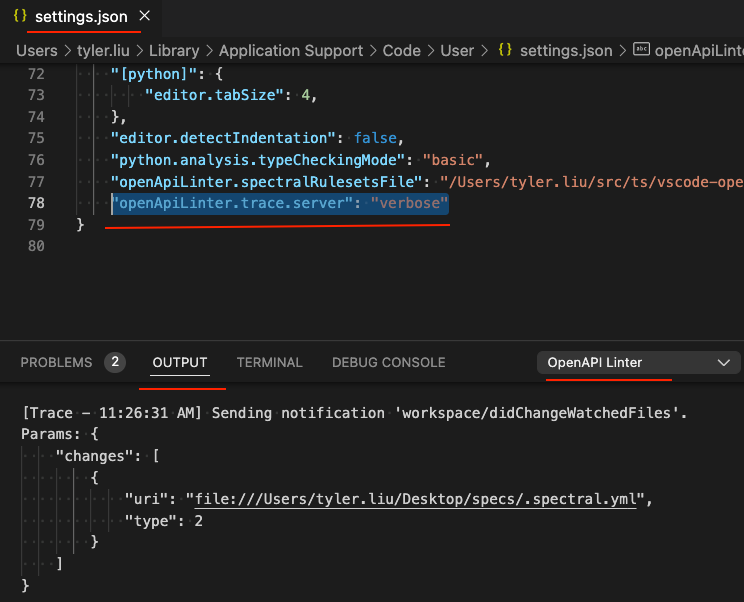 {} settings.json ×
Users > tyler.liu > Library > Application Support > Code > User > {} settings.json > abc openApiLinte
72 "[python]": {
73 "editor.tabSize": 4,
74 },
75 "editor.detectIndentation": false,
76 "python.analysis.typeCheckingMode": "basic",
77 "openApiLinter.spectralRulesetsFile": "/Users/tyler.liu/src/ts/vscode-ope
78 "openApiLinter.trace.server": "verbose"
79 }
80
PROBLEMS 2 OUTPUT TERMINAL DEBUG CONSOLE OpenAPI Linter
[Trace - 11:26:31 AM] Sending notification 'workspace/didChangeWatchedFiles'.
Params: {
"changes": [
{
"uri": "file:///Users/tyler.liu/Desktop/specs/.spectral.yml",
"type": 2
}
]
}